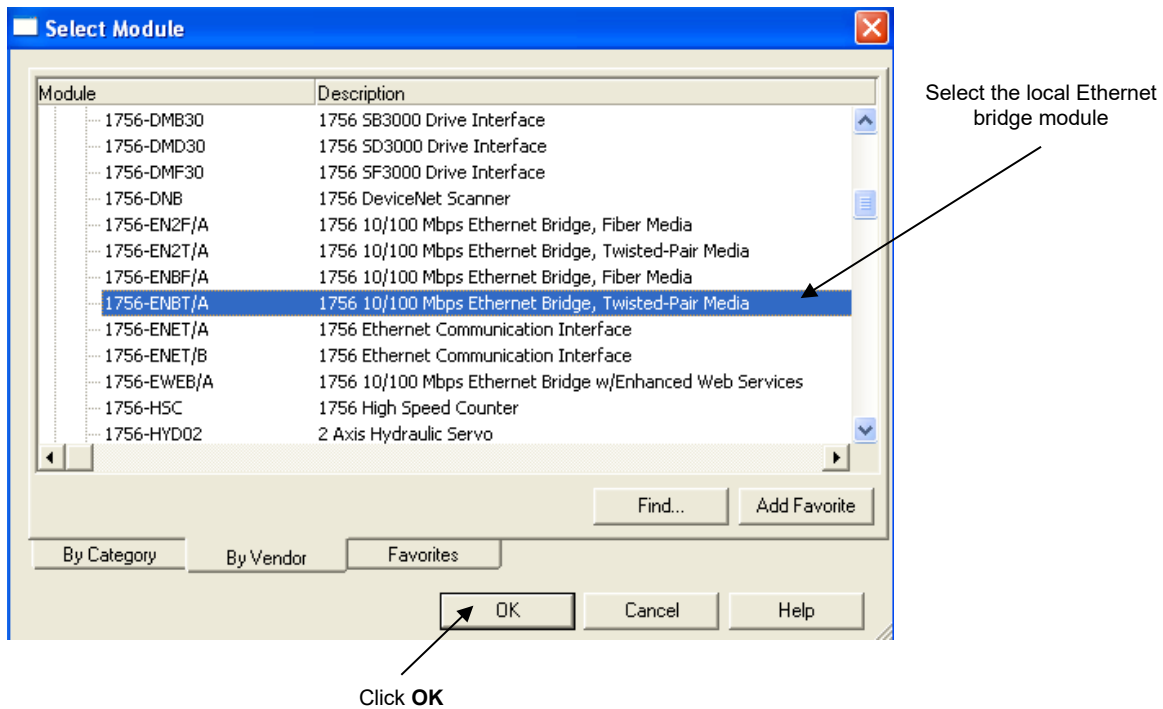 Select Module
Module Description
1756-DMB30 1756 SB3000 Drive Interface
1756-DMD30 1756 SD3000 Drive Interface
1756-DMF30 1756 SF3000 Drive Interface
1756-DNB 1756 DeviceNet Scanner
1756-EN2F/A 1756 10/100 Mbps Ethernet Bridge, Fiber Media
1756-EN2T/A 1756 10/100 Mbps Ethernet Bridge, Twisted-Pair Media
1756-ENBF/A 1756 10/100 Mbps Ethernet Bridge, Fiber Media
1756-ENBT/A 1756 10/100 Mbps Ethernet Bridge, Twisted-Pair Media
1756-ENET/A 1756 Ethernet Communication Interface
1756-ENET/B 1756 Ethernet Communication Interface
1756-EWEB/A 1756 10/100 Mbps Ethernet Bridge w/Enhanced Web Services
1756-HSC 1756 High Speed Counter
1756-HYD02 2 Axis Hydraulic Servo
Find... Add Favorite
By Category By Vendor Favorites
OK Cancel Help
Select the local Ethernet
bridge module
Click OK